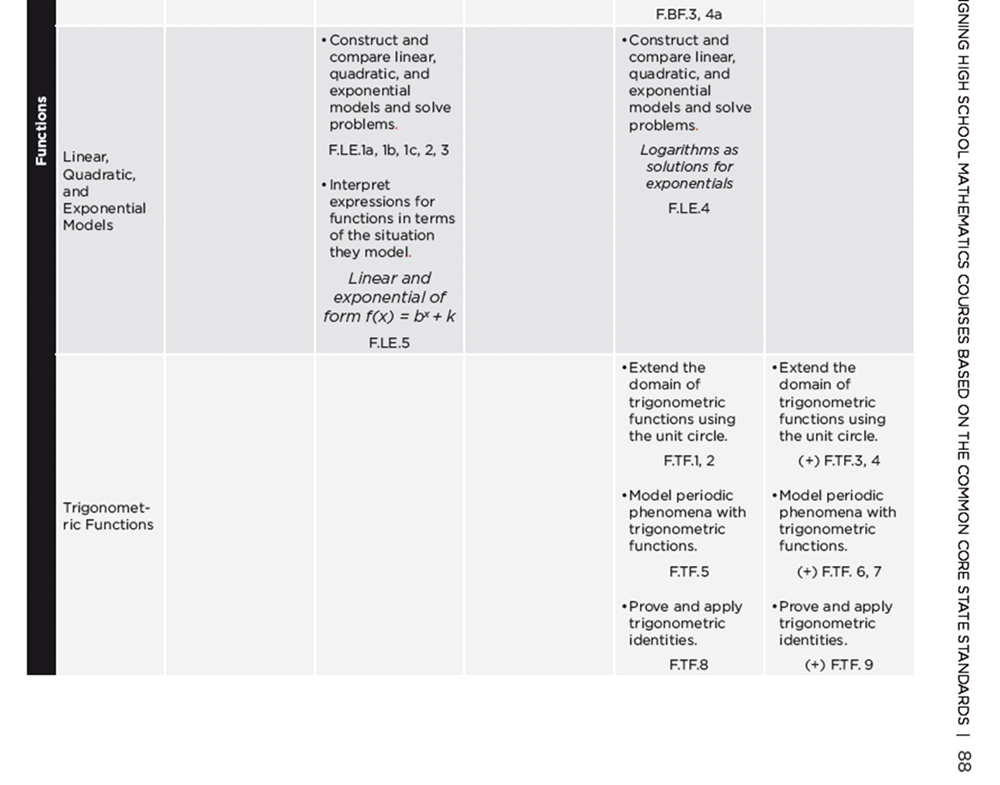 F.BF.3, 4a
Functions
Linear,
Quadratic,
and
Exponential
Models
• Construct and
compare linear,
quadratic, and
exponential
models and solve
problems.
F.LE.1a, 1b, 1c, 2, 3
• Interpret
expressions for
functions in terms
of the situation
they model.
Linear and
exponential of
form f(x) = bˣ + k
F.LE.5
• Construct and
compare linear,
quadratic, and
exponential
models and solve
problems.
Logarithms as
solutions for
exponentials
F.LE.4
Trigonomet-
ric Functions
• Extend the
domain of
trigonometric
functions using
the unit circle.
F.TF.1, 2
• Model periodic
phenomena with
trigonometric
functions.
F.TF.5
• Prove and apply
trigonometric
identities.
F.TF.8
• Extend the
domain of
trigonometric
functions using
the unit circle.
(+) F.TF.3, 4
• Model periodic
phenomena with
trigonometric
functions.
(+) F.TF. 6, 7
• Prove and apply
trigonometric
identities.
(+) F.TF. 9
IGNING HIGH SCHOOL MATHEMATICS COURSES BASED ON THE COMMON CORE STATE STANDARDS | 88